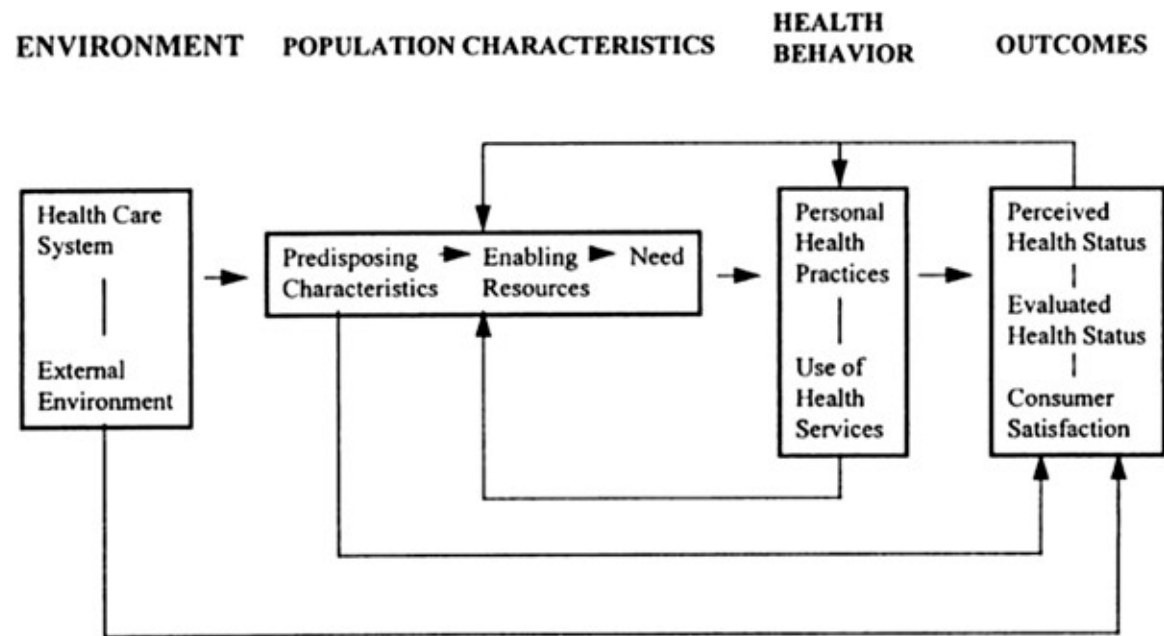 ENVIRONMENT
POPULATION CHARACTERISTICS
HEALTH
BEHAVIOR
OUTCOMES
Health Care
System
External
Environment
Predisposing
Characteristics
Enabling
Resources
Need
Personal
Health
Practices
Use of
Health
Services
Perceived
Health Status
Evaluated
Health Status
Consumer
Satisfaction